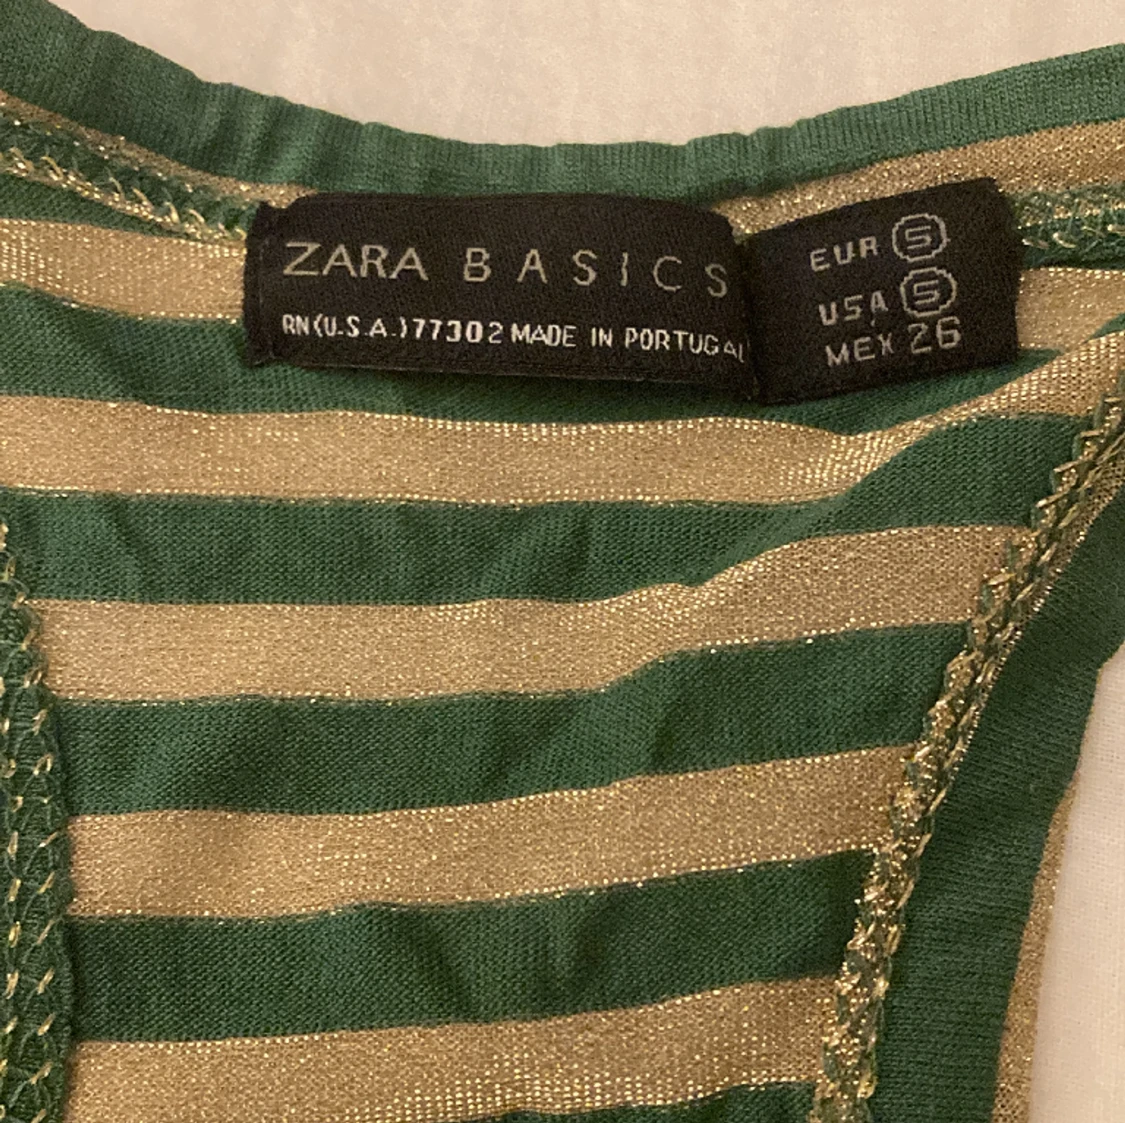 ZARA BASICS
RN(U.S.A.)77302 MADE IN PORTUGAL
EUR S
USA S
MEX 26